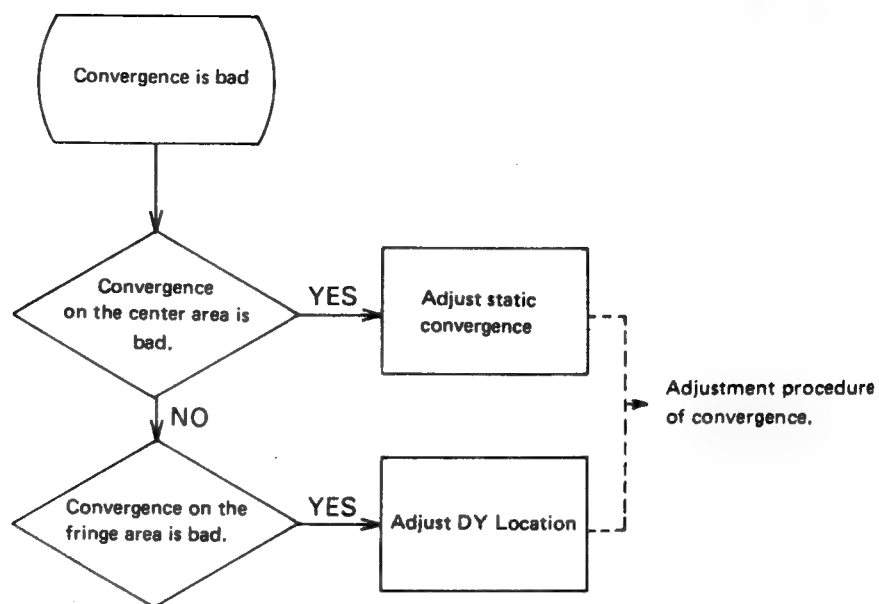 Convergence is bad
Convergence
on the center area is
bad.
YES
Adjust static
convergence
Adjustment procedure
of convergence.
NO
Convergence on the
fringe area is bad.
YES
Adjust DY Location